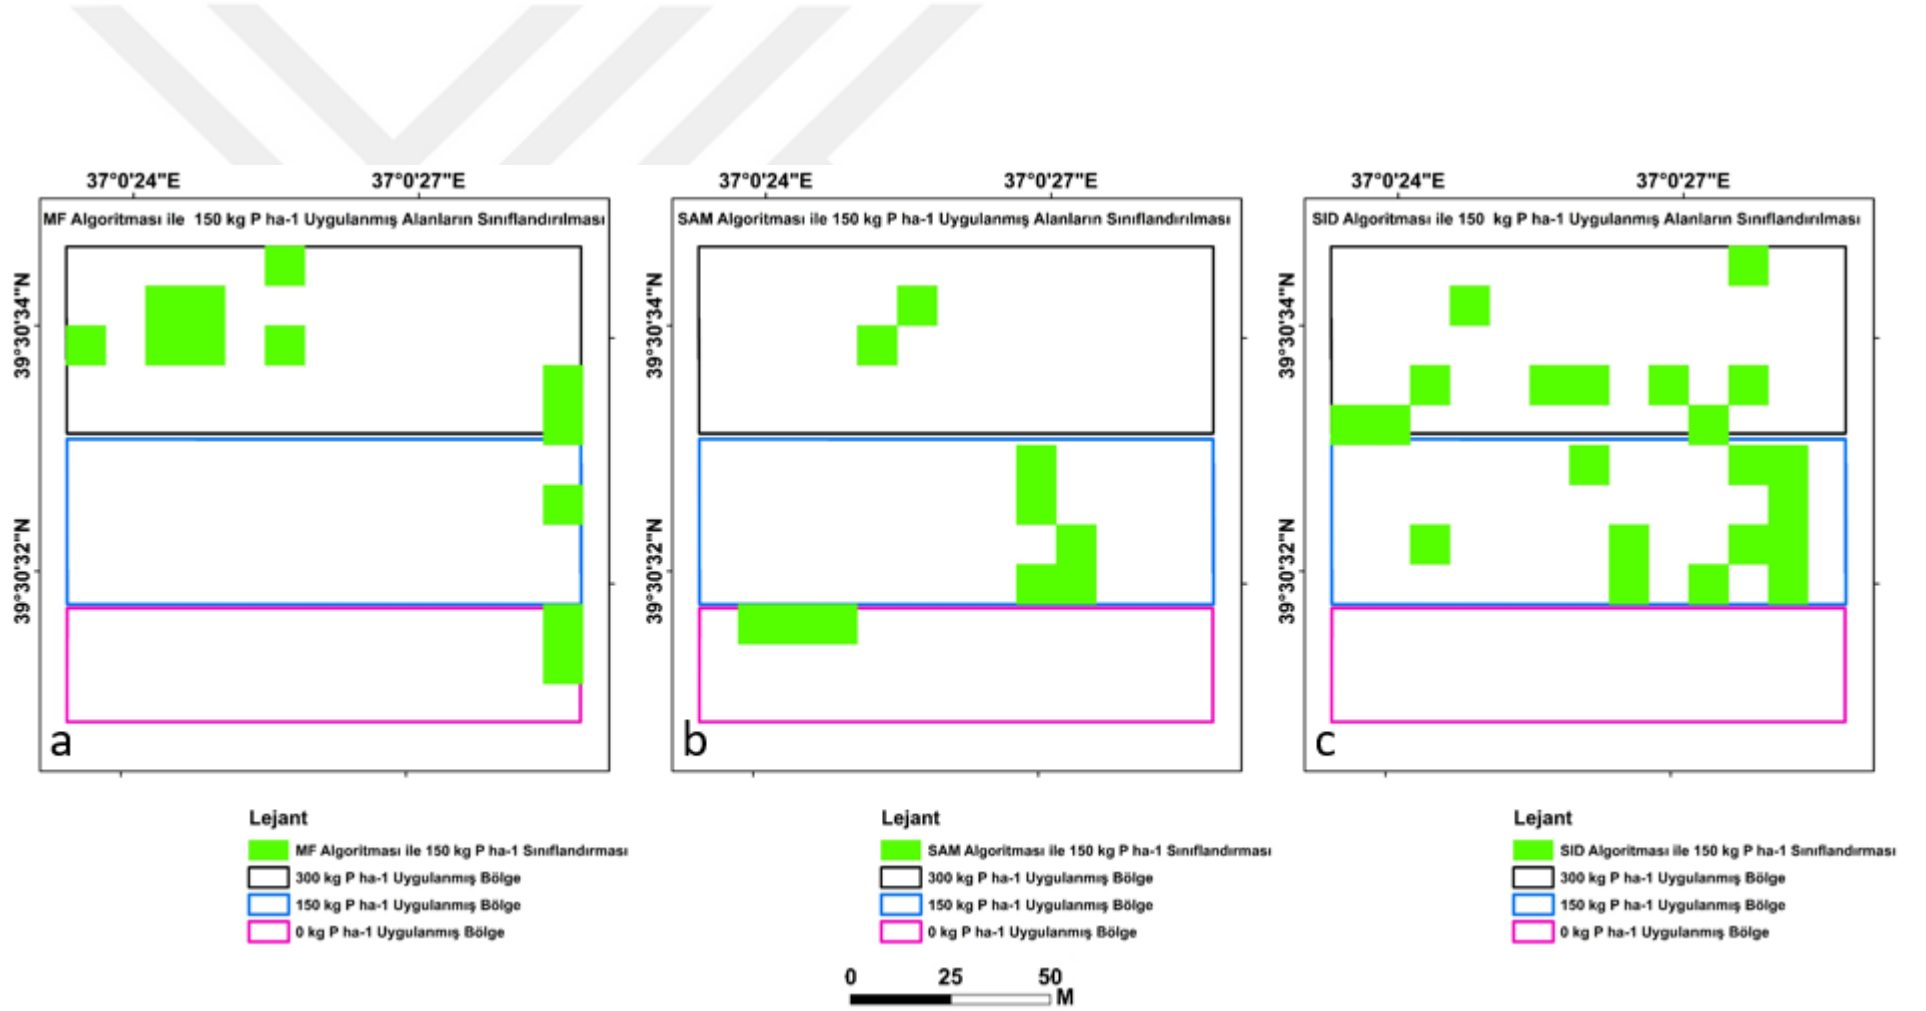 37°0'24"E 37°0'27"E
MF Algoritması ile 150 kg P ha-1 Uygulanmış Alanların Sınıflandırılması
39°30'34"N
39°30'32"N
a
37°0'24"E 37°0'27"E
SAM Algoritması ile 150 kg P ha-1 Uygulanmış Alanların Sınıflandırılması
39°30'34"N
39°30'32"N
b
37°0'24"E 37°0'27"E
SID Algoritması ile 150 kg P ha-1 Uygulanmış Alanların Sınıflandırılması
39°30'34"N
39°30'32"N
c
Lejant
MF Algoritması ile 150 kg P ha-1 Sınıflandırması
300 kg P ha-1 Uygulanmış Bölge
150 kg P ha-1 Uygulanmış Bölge
0 kg P ha-1 Uygulanmış Bölge
Lejant
SAM Algoritması ile 150 kg P ha-1 Sınıflandırması
300 kg P ha-1 Uygulanmış Bölge
150 kg P ha-1 Uygulanmış Bölge
0 kg P ha-1 Uygulanmış Bölge
Lejant
SID Algoritması ile 150 kg P ha-1 Sınıflandırması
300 kg P ha-1 Uygulanmış Bölge
150 kg P ha-1 Uygulanmış Bölge
0 kg P ha-1 Uygulanmış Bölge
0 25 50
M